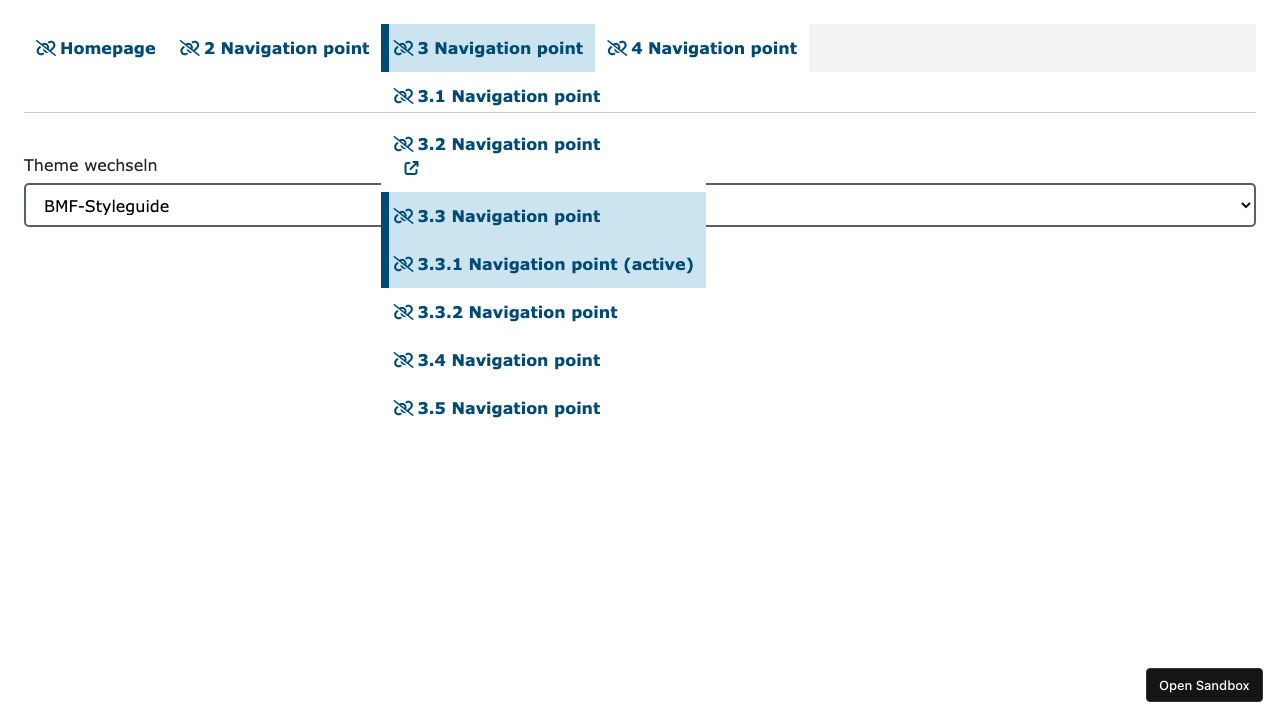 Homepage 2 Navigation point 3 Navigation point 4 Navigation point
3.1 Navigation point
3.2 Navigation point
Theme wechseln
BMF-Styleguide
3.3 Navigation point
3.3.1 Navigation point (active)
3.3.2 Navigation point
3.4 Navigation point
3.5 Navigation point
Open Sandbox